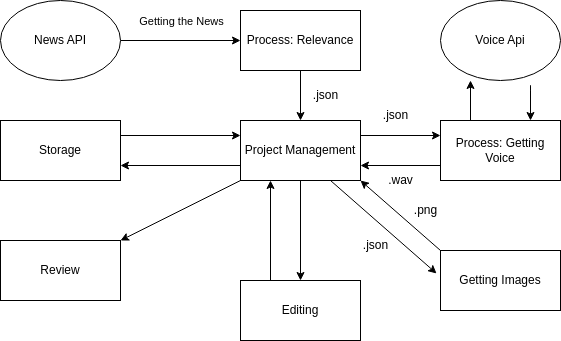 Getting the News
News API
Process: Relevance
Voice Api
.json
.json
Storage
Project Management
Process: Getting
Voice
.wav
.png
.json
Review
Getting Images
Editing